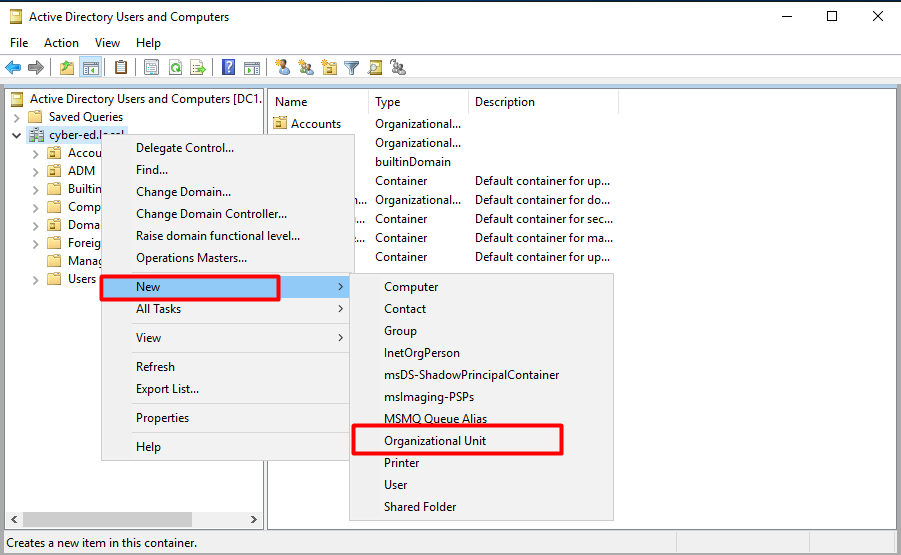 Active Directory Users and Computers
File Action View Help
Active Directory Users and Computers [DC1.
Saved Queries
cyber-ed.local
Accou
ADM
Builtin
Comp
Doma
Foreig
Manag
Users
Name Type Description
Accounts Organizational...
Organizational...
builtinDomain
Container Default container for up...
n... Organizational... Default container for do...
u... Container Default container for sec...
e... Container Default container for ma...
Container Default container for up...
Delegate Control...
Find...
Change Domain...
Change Domain Controller...
Raise domain functional level...
Operations Masters...
New
All Tasks
View
Refresh
Export List...
Properties
Help
Computer
Contact
Group
InetOrgPerson
msDS-ShadowPrincipalContainer
msImaging-PSPs
MSMQ Queue Alias
Organizational Unit
Printer
User
Shared Folder
Creates a new item in this container.